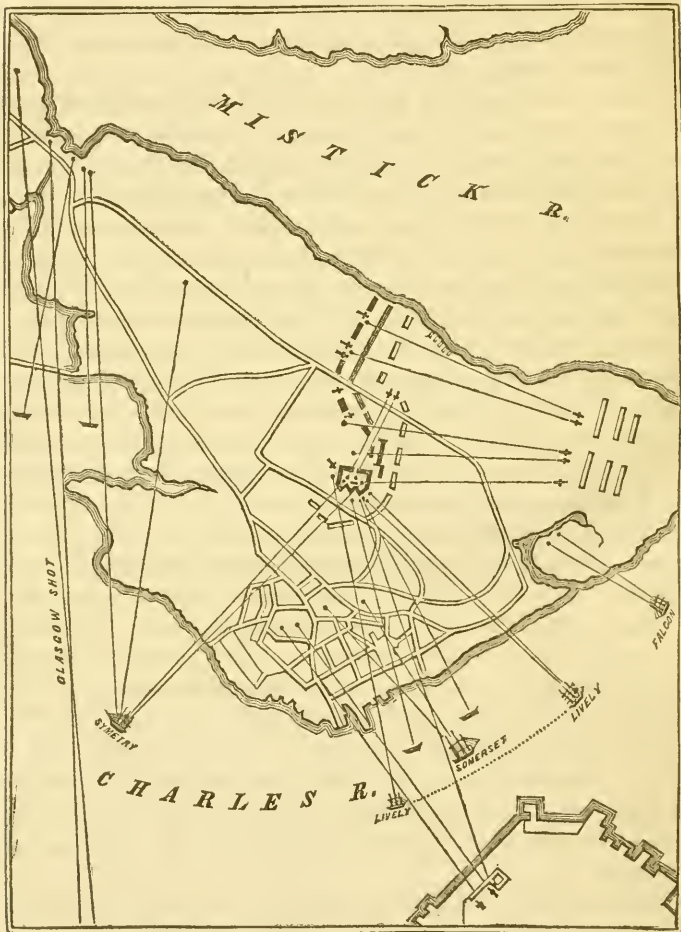 MISTICK R.
GLASGOW SHOT
FALCON
SYMETRY
LIVELY
SOMERSET
CHARLES R.
LIVELY